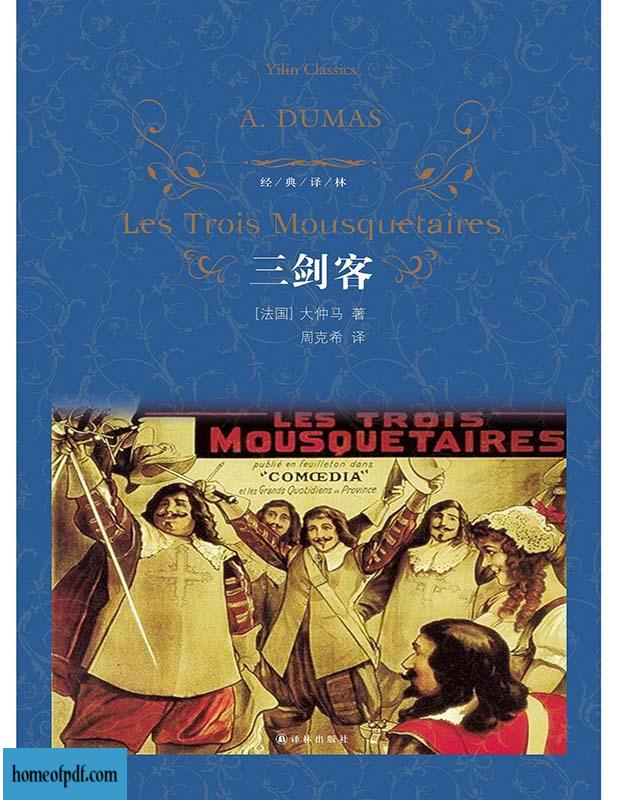 Yilin Classics
A. DUMAS
经/典/译/林
Les Trois Mousquetaires
三剑客
[法国] 大仲马 著
周克希 译
LES TROIS
MOUSQUETAIRES
publié en feuilleton dans
"COMŒDIA"
et les Grands Quotidiens de Province
译林出版社
homeofpdf.com